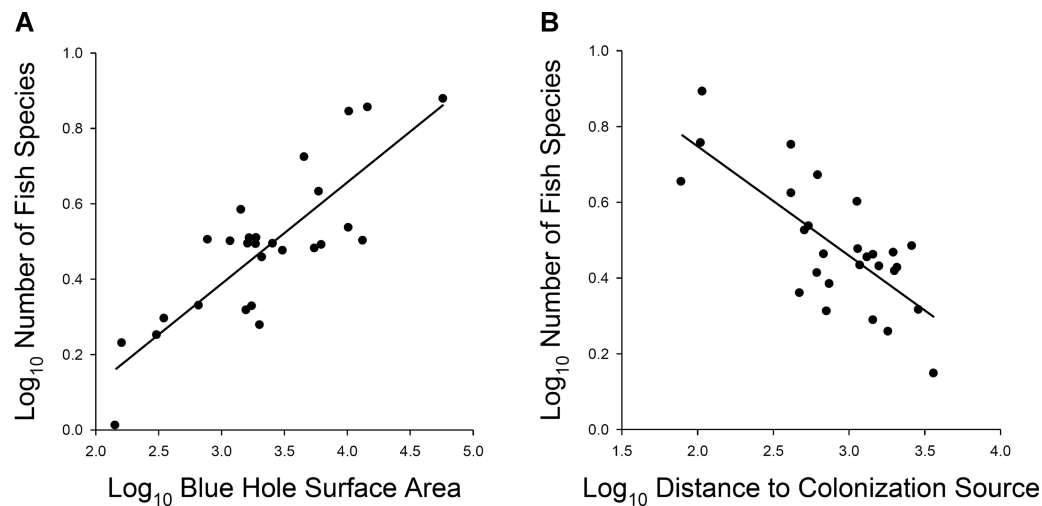 A
Log10 Number of Fish Species
1.0
0.8
0.6
0.4
0.2
0.0
2.0 2.5 3.0 3.5 4.0 4.5 5.0
Log10 Blue Hole Surface Area
B
Log10 Number of Fish Species
1.0
0.8
0.6
0.4
0.2
0.0
1.5 2.0 2.5 3.0 3.5 4.0
Log10 Distance to Colonization Source